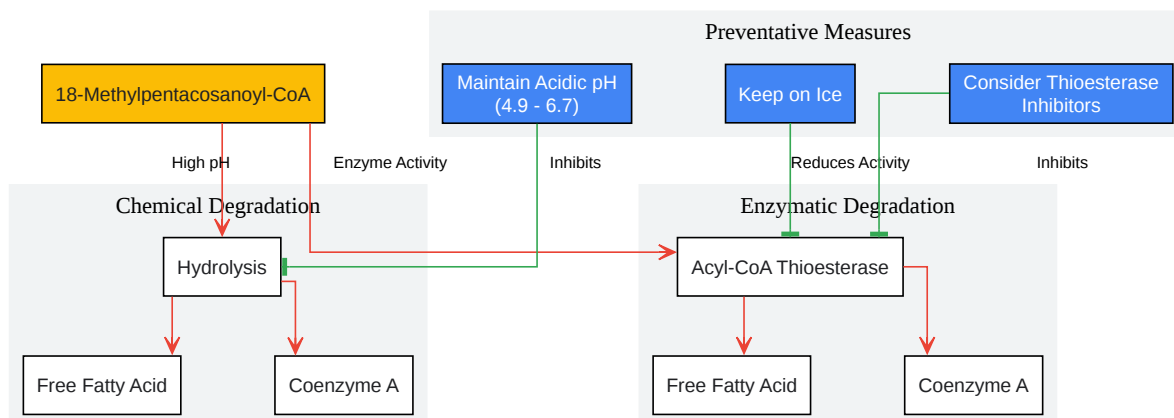 Preventative Measures
18-Methylpentacosanoyl-CoA
Maintain Acidic pH
(4.9 - 6.7)
Keep on Ice
Consider Thioesterase
Inhibitors
High pH
Enzyme Activity
Inhibits
Reduces Activity
Inhibits
Chemical Degradation
Enzymatic Degradation
Hydrolysis
Acyl-CoA Thioesterase
Free Fatty Acid
Coenzyme A
Free Fatty Acid
Coenzyme A